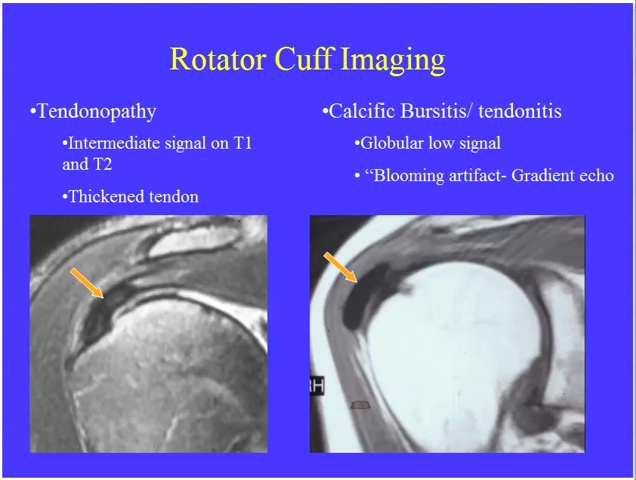 Rotator Cuff Imaging
•Tendonopathy
•Intermediate signal on T1
and T2
•Thickened tendon
•Calcific Bursitis/ tendonitis
•Globular low signal
• “Blooming artifact- Gradient echo
RH